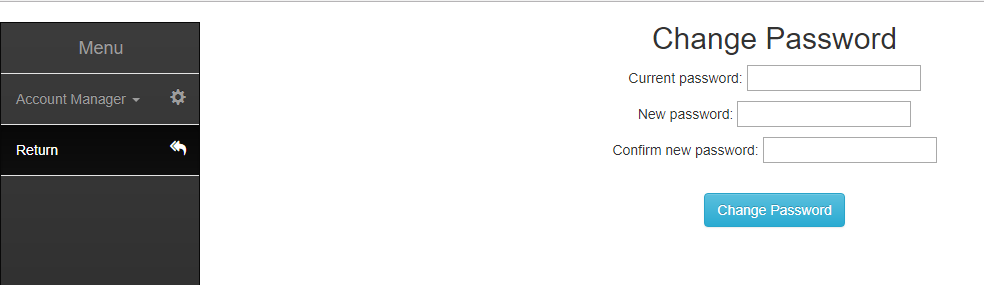 Menu
Account Manager
Return
Change Password
Current password:
New password:
Confirm new password:
Change Password